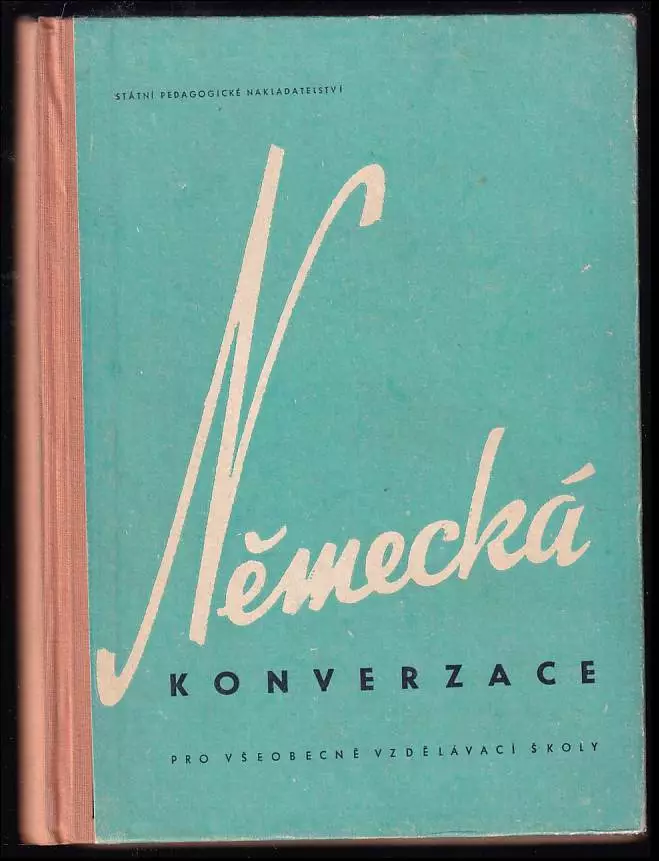 STÁTNÍ PEDAGOGICKÉ NAKLADATELSTVÍ
Německá
KONVERZACE
PRO VŠEOBECNĚ VZDĚLÁVACÍ ŠKOLY